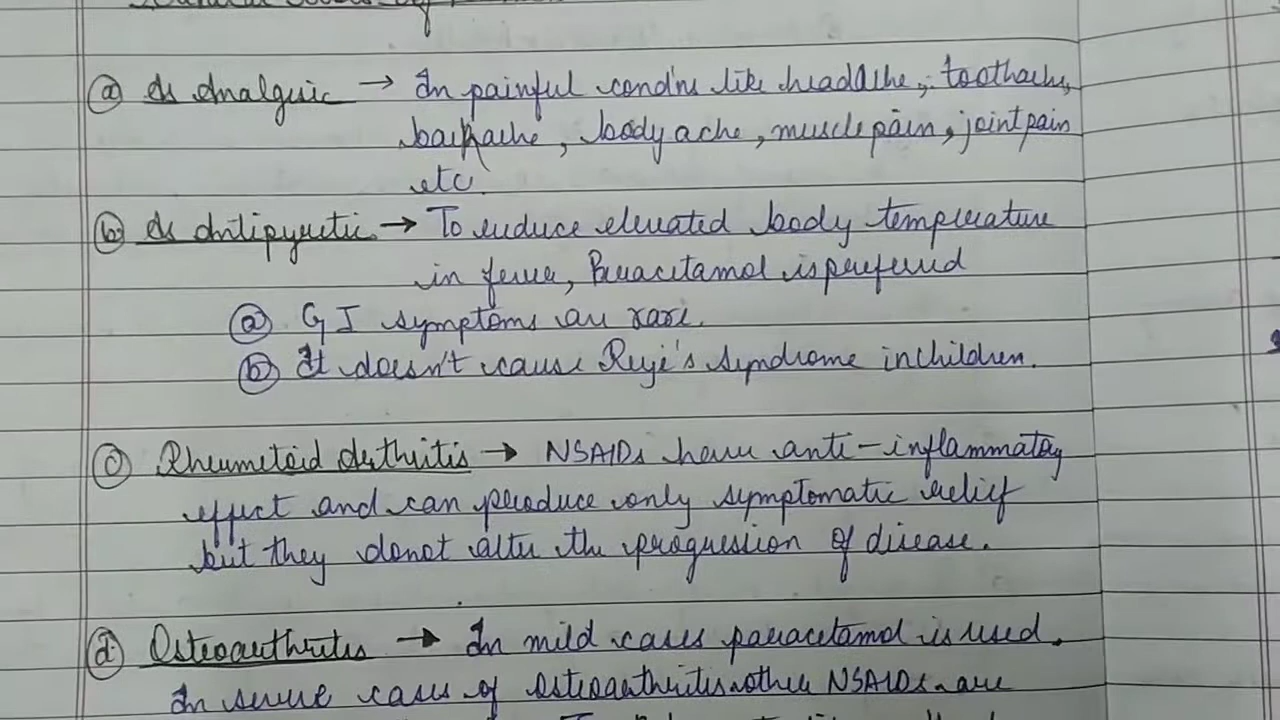 ⓐ As Analgesic → In painful cond'ns like headache, toothache,
backache, body ache, muscle pain, joint pain
etc.
ⓑ As Antipyretic → To reduce elevated body temperature
in fever, Paracetamol is preferred
ⓐ GI symptoms are rare.
ⓑ It doesn't cause Reye's syndrome in children.
ⓒ Rheumetoid Arthritis → NSAIDs have anti-inflammatory
effect and can produce only symptomatic relief
but they donot alter the progression of disease.
ⓓ Osteoarthritis → In mild cases paracetamol is used.
In severe cases of osteoarthritis other NSAIDs are